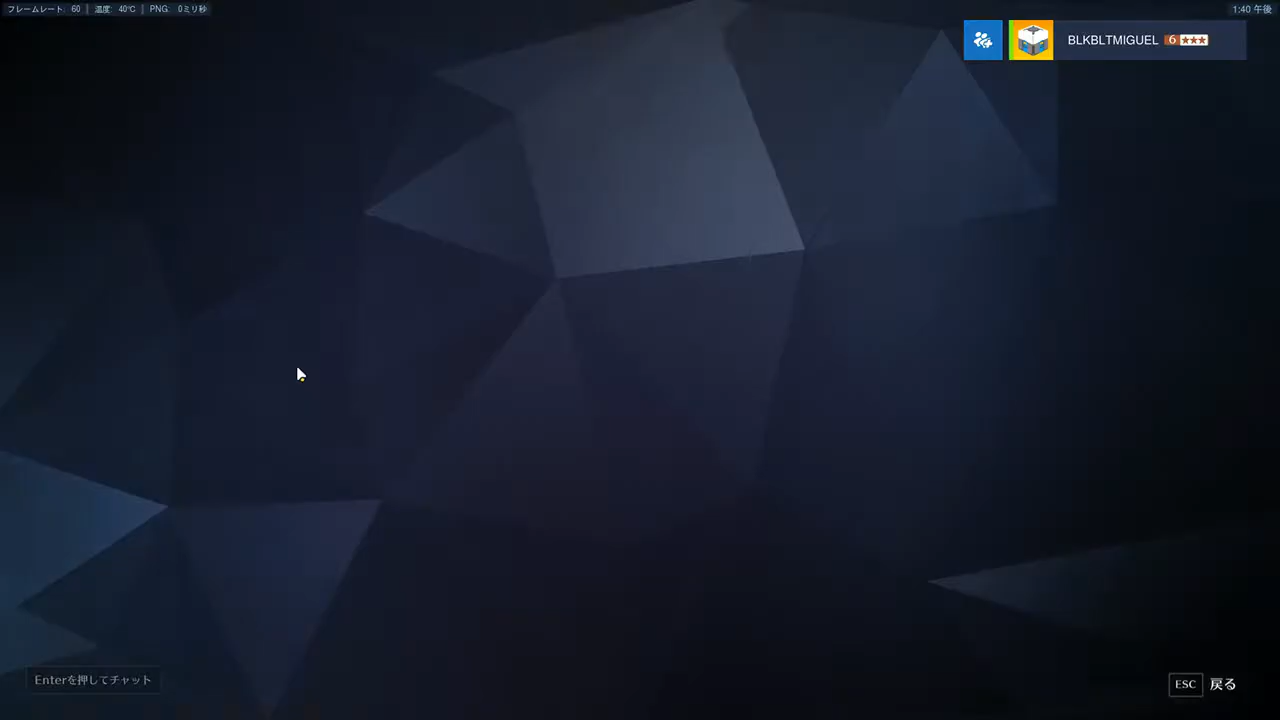 フレームレート: 60 | 温度: 40℃ | PNG: 0ミリ秒
1:40 午後
BLKBLTMIGUEL 6
Enterを押してチャット
ESC 戻る